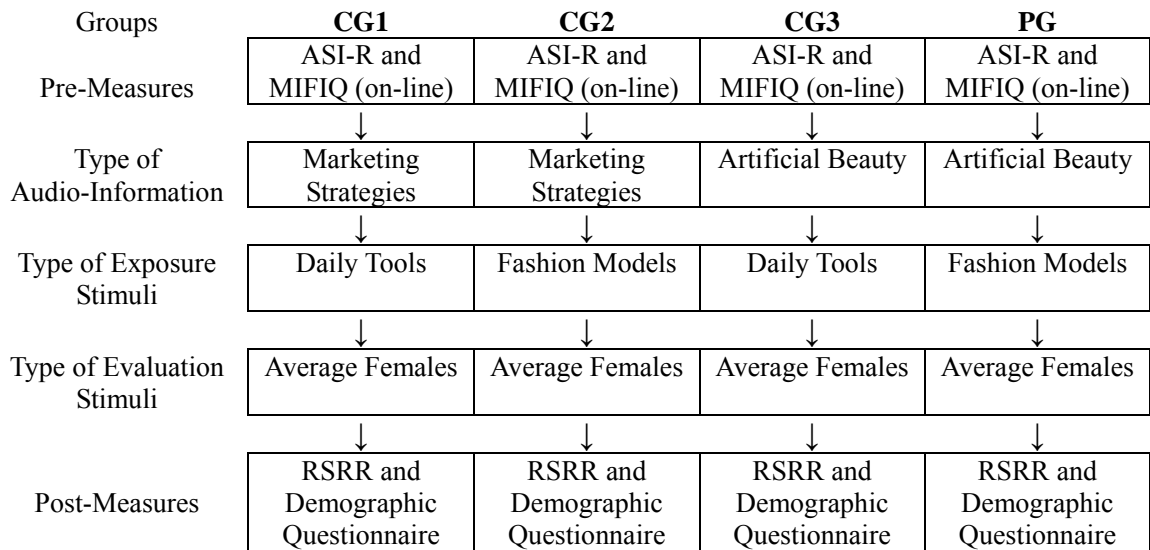 Groups CG1 CG2 CG3 PG
Pre-Measures
ASI-R and MIFIQ (on-line)
ASI-R and MIFIQ (on-line)
ASI-R and MIFIQ (on-line)
ASI-R and MIFIQ (on-line)
↓ ↓ ↓ ↓
Type of
Audio-Information
Marketing
Strategies
Marketing
Strategies
Artificial Beauty
Artificial Beauty
↓ ↓ ↓ ↓
Type of Exposure
Stimuli
Daily Tools
Fashion Models
Daily Tools
Fashion Models
↓ ↓ ↓ ↓
Type of Evaluation
Stimuli
Average Females
Average Females
Average Females
Average Females
↓ ↓ ↓ ↓
Post-Measures
RSRR and
Demographic
Questionnaire
RSRR and
Demographic
Questionnaire
RSRR and
Demographic
Questionnaire
RSRR and
Demographic
Questionnaire